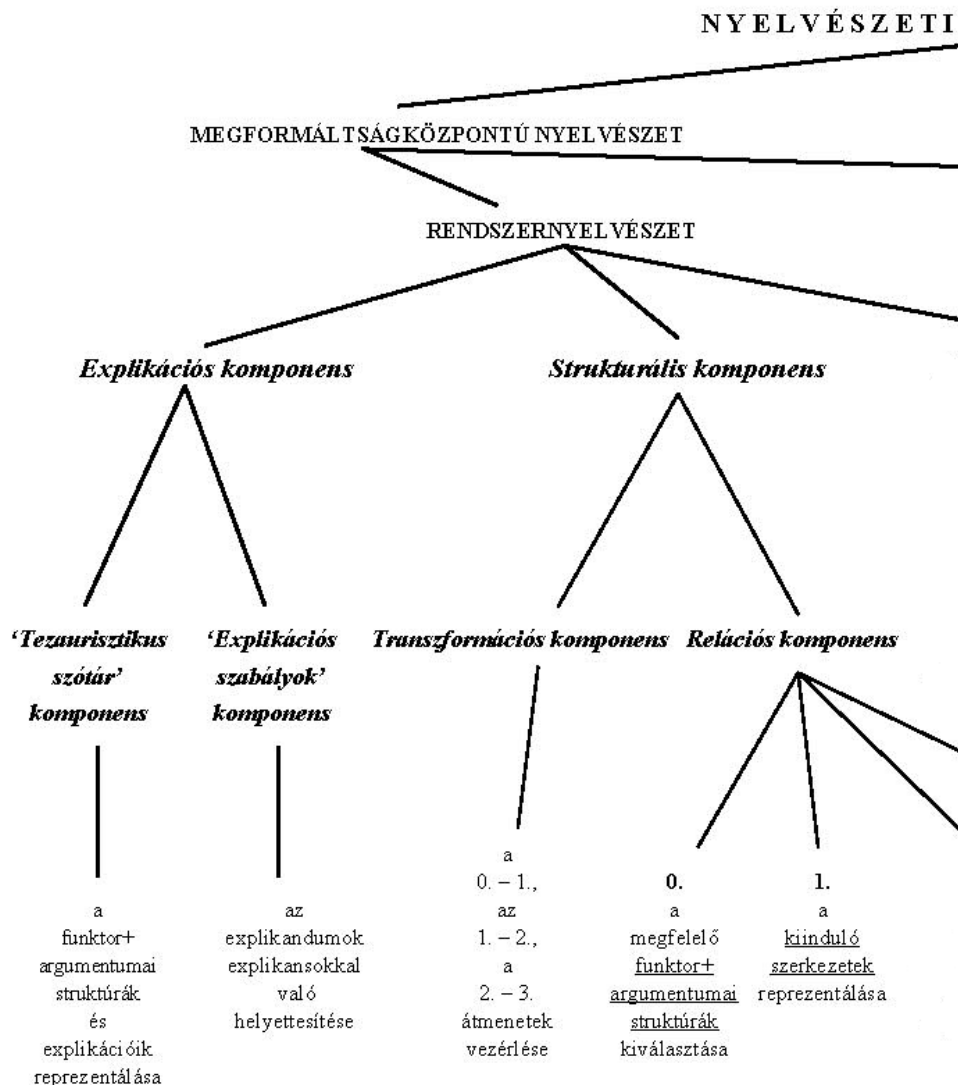 NYELVÉSZETI
MEGFORMÁLTSÁGKÖZPONTÚ NYELVÉSZET
RENDSZERNYELVÉSZET
Explikációs komponens
Strukturális komponens
‘Tezaurisztikus
szótár’
komponens
‘Explikációs
szabályok’
komponens
Transzformációs komponens
Relációs komponens
a
funktor+
argumentumai
struktúrák
és
explikációik
reprezentálása
az
explikandumok
explikansokkal
való
helyettesítése
a
0. – 1.,
az
1. – 2.,
a
2. – 3.
átmenetek
vezérlése
0.
a
megfelelő
funktor+
argumentumai
struktúrák
kiválasztása
1.
a
kiinduló
szerkezetek
reprezentálása